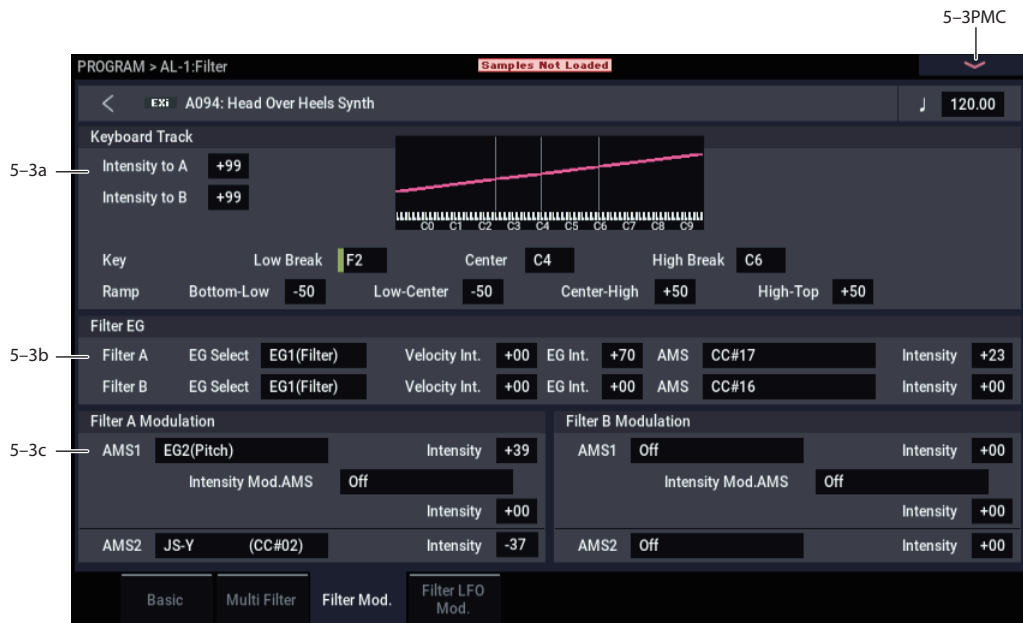 5–3PMC
PROGRAM > AL-1:Filter Samples Not Loaded
EXi A094: Head Over Heels Synth ♩ 120.00
Keyboard Track
5–3a
Intensity to A +99
Intensity to B +99
C0 C1 C2 C3 C4 C5 C6 C7 C8 C9
Key Low Break F2 Center C4 High Break C6
Ramp Bottom-Low -50 Low-Center -50 Center-High +50 High-Top +50
Filter EG
5–3b Filter A EG Select EG1(Filter) Velocity Int. +00 EG Int. +70 AMS CC#17 Intensity +23
Filter B EG Select EG1(Filter) Velocity Int. +00 EG Int. +00 AMS CC#16 Intensity +00
Filter A Modulation Filter B Modulation
5–3c AMS1 EG2(Pitch) Intensity +39 AMS1 Off Intensity +00
Intensity Mod.AMS Off Intensity Mod.AMS Off
Intensity +00 Intensity +00
AMS2 JS-Y (CC#02) Intensity -37 AMS2 Off Intensity +00
Basic Multi Filter Filter Mod. Filter LFO
Mod.